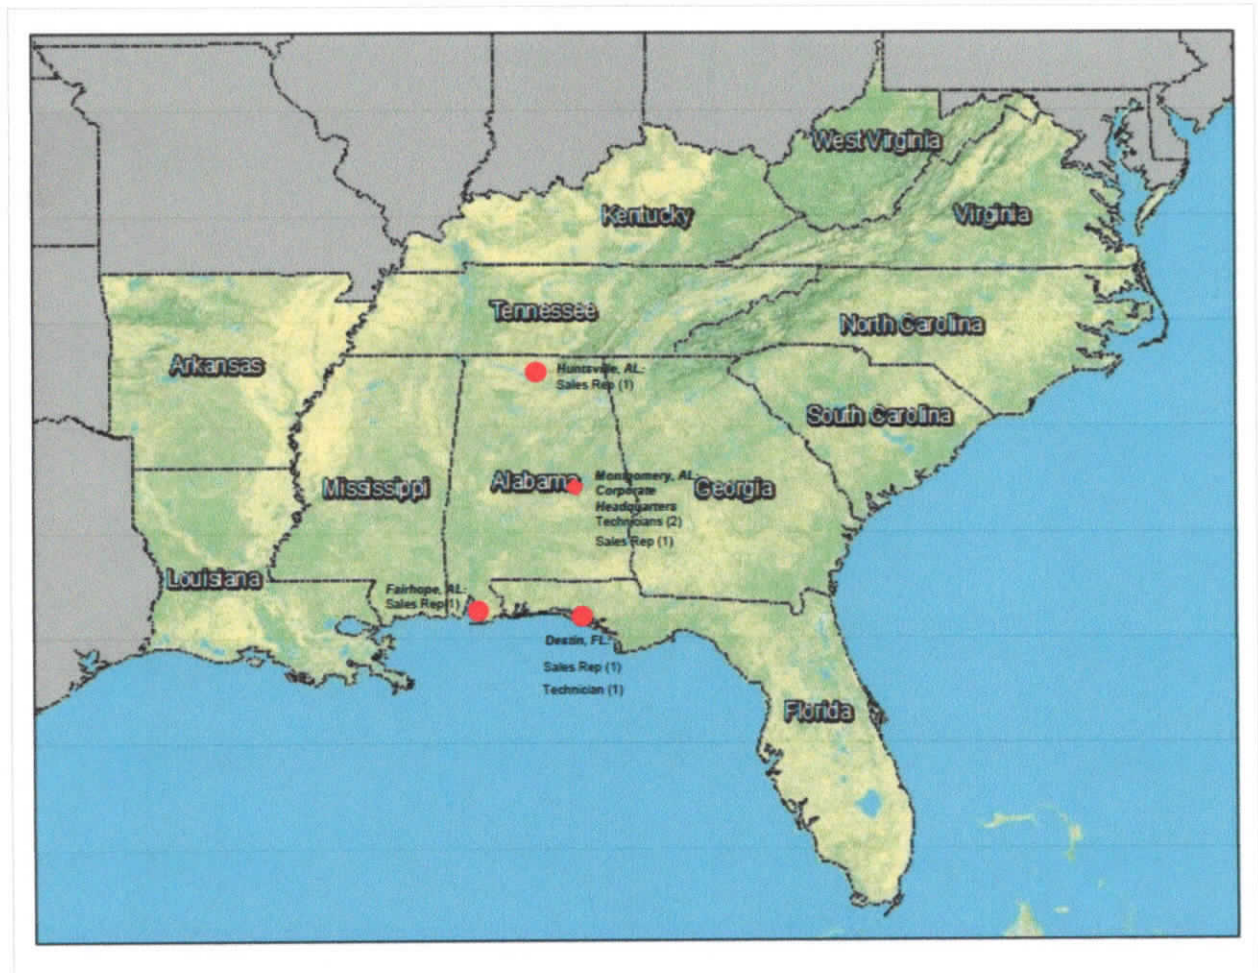 West Virginia
Kentucky
Virginia
Tennessee
North Carolina
Arkansas
Huntsville, AL:
Sales Rep (1)
South Carolina
Mississippi
Alabama
Montgomery, AL:
Corporate
Headquarters
Technicians (2)
Sales Rep (1)
Georgia
Louisiana
Fairhope, AL:
Sales Rep(1)
Destin, FL:
Sales Rep (1)
Technician (1)
Florida